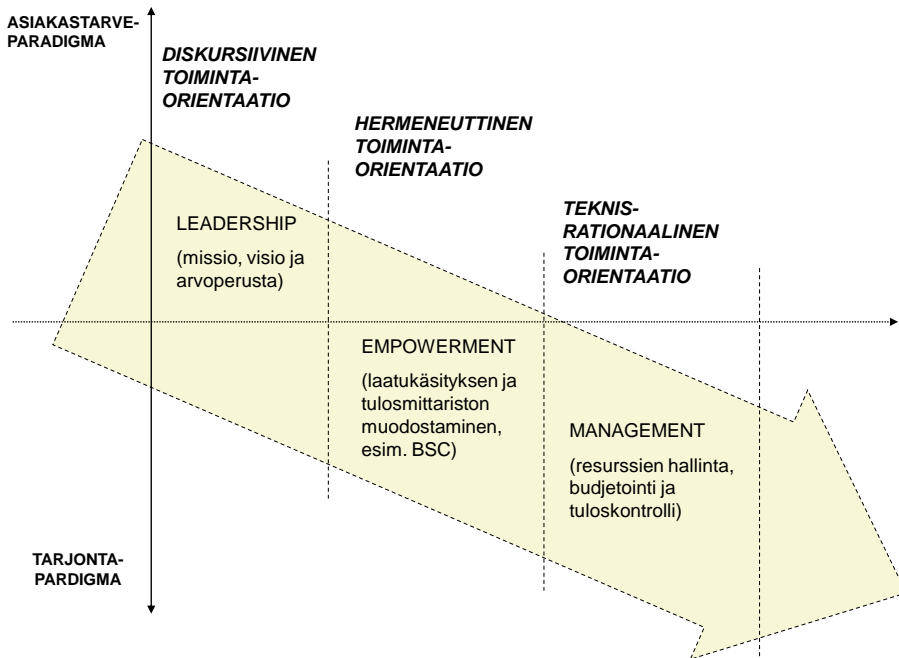 ASIAKASTARVE-
PARADIGMA
DISKURSIIVINEN
TOIMINTA-
ORIENTAATIO
HERMENEUTTINEN
TOIMINTA-
ORIENTAATIO
TEKNIS-
RATIONAALINEN
TOIMINTA-
ORIENTAATIO
LEADERSHIP
(missio, visio ja
arvoperusta)
EMPOWERMENT
(laatukäsityksen ja
tulosmittariston
muodostaminen,
esim. BSC)
MANAGEMENT
(resurssien hallinta,
budjetointi ja
tuloskontrolli)
TARJONTA-
PARDIGMA